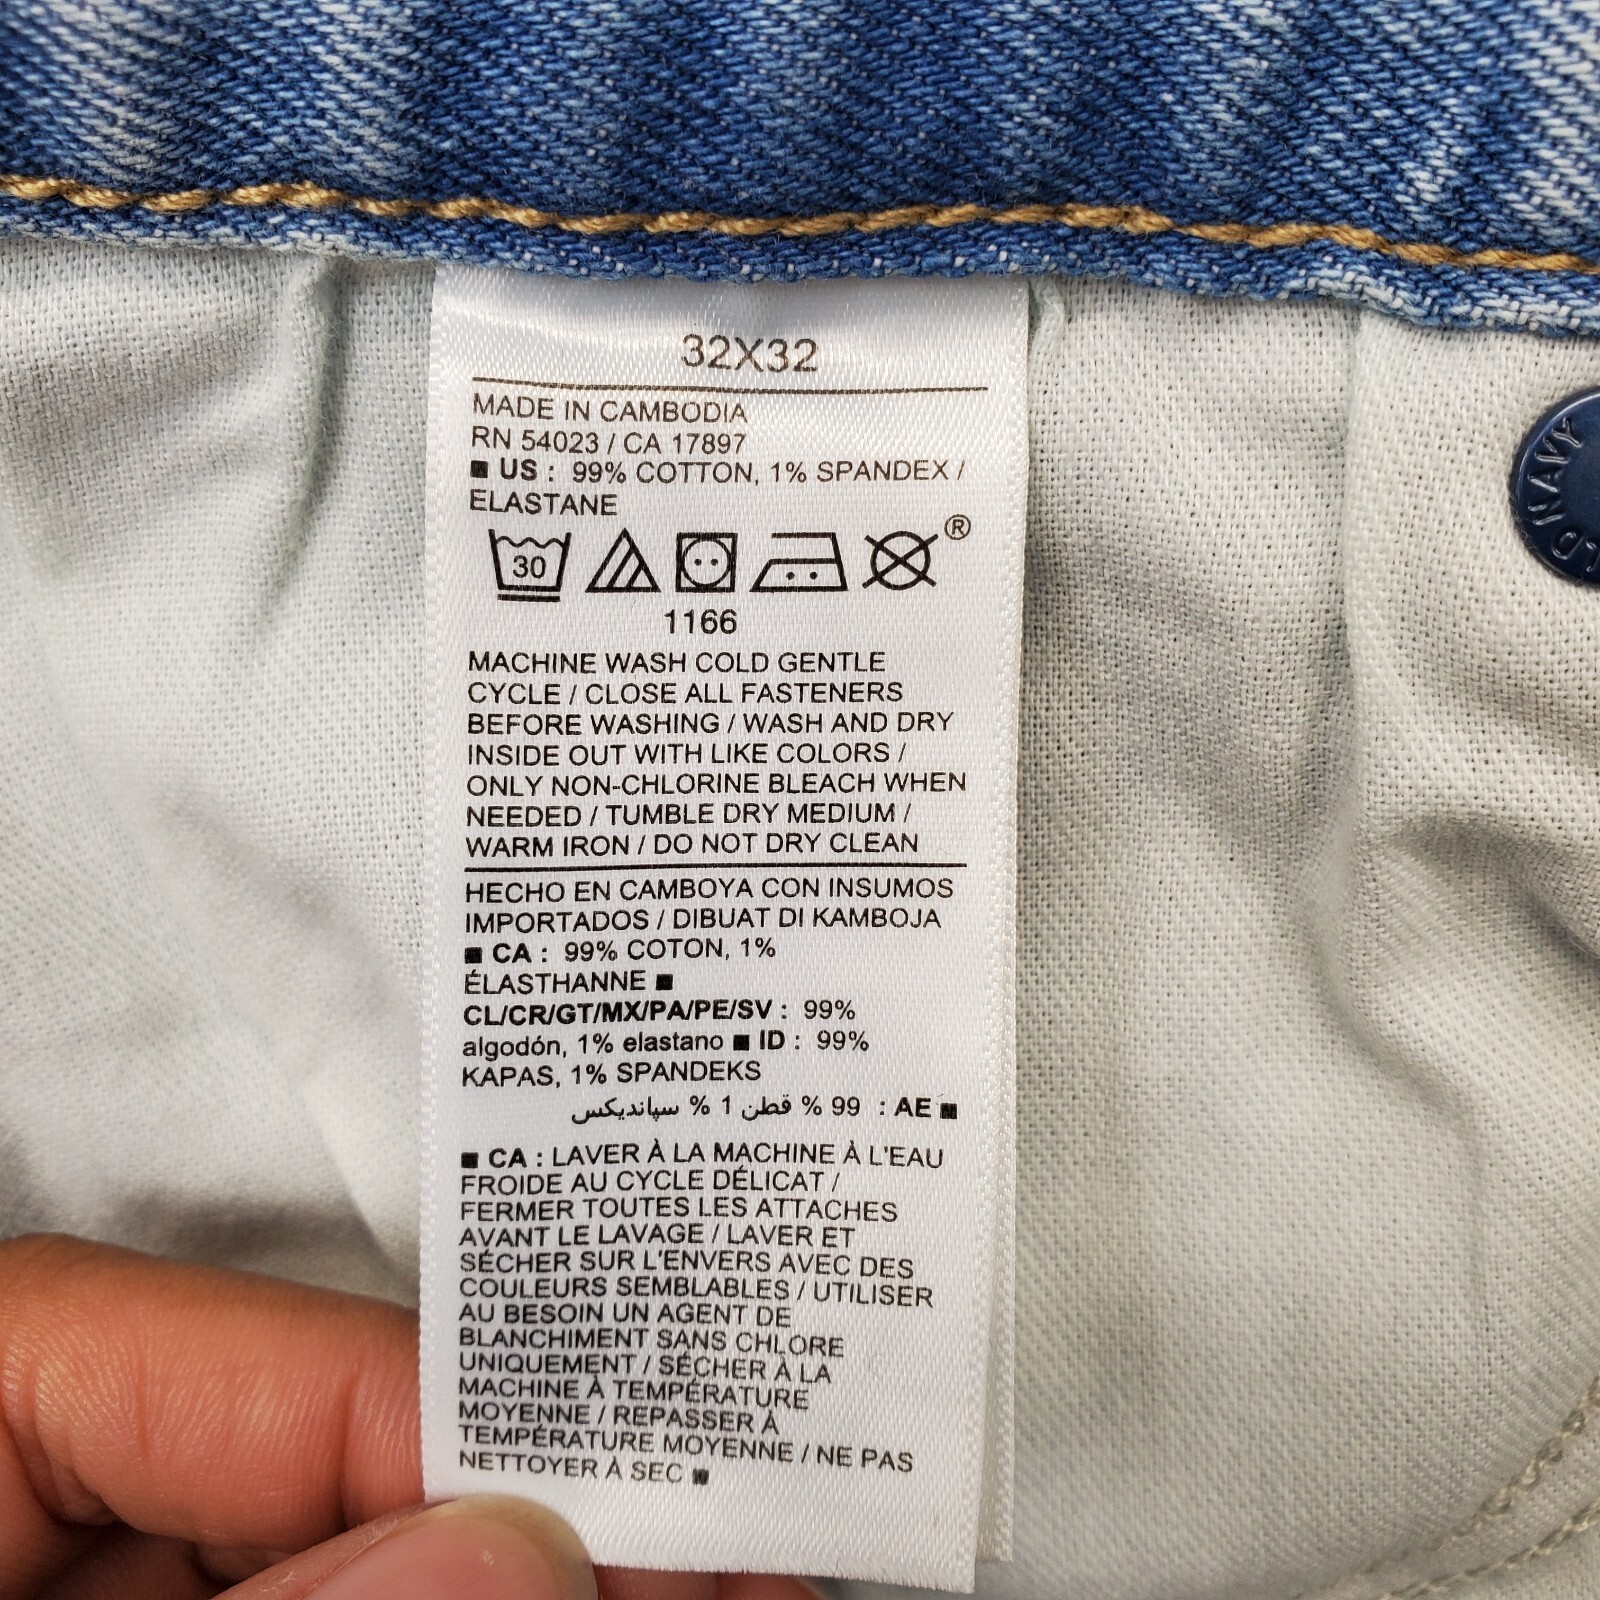 32X32
MADE IN CAMBODIA
RN 54023 / CA 17897
■ US : 99% COTTON, 1% SPANDEX /
ELASTANE
30
®
1166
MACHINE WASH COLD GENTLE
CYCLE / CLOSE ALL FASTENERS
BEFORE WASHING / WASH AND DRY
INSIDE OUT WITH LIKE COLORS /
ONLY NON-CHLORINE BLEACH WHEN
NEEDED / TUMBLE DRY MEDIUM /
WARM IRON / DO NOT DRY CLEAN
HECHO EN CAMBOYA CON INSUMOS
IMPORTADOS / DIBUAT DI KAMBOJA
■ CA : 99% COTON, 1%
ÉLASTHANNE ■
CL/CR/GT/MX/PA/PE/SV : 99%
algodón, 1% elastano ■ ID : 99%
KAPAS, 1% SPANDEKS
■ AE : 99 % قطن 1 % سپانديكس
■ CA : LAVER À LA MACHINE À L'EAU
FROIDE AU CYCLE DÉLICAT /
FERMER TOUTES LES ATTACHES
AVANT LE LAVAGE / LAVER ET
SÉCHER SUR L'ENVERS AVEC DES
COULEURS SEMBLABLES / UTILISER
AU BESOIN UN AGENT DE
BLANCHIMENT SANS CHLORE
UNIQUEMENT / SÉCHER À LA
MACHINE À TEMPÉRATURE
MOYENNE / REPASSER À
TEMPÉRATURE MOYENNE / NE PAS
NETTOYER À SEC ■
LD NAVY